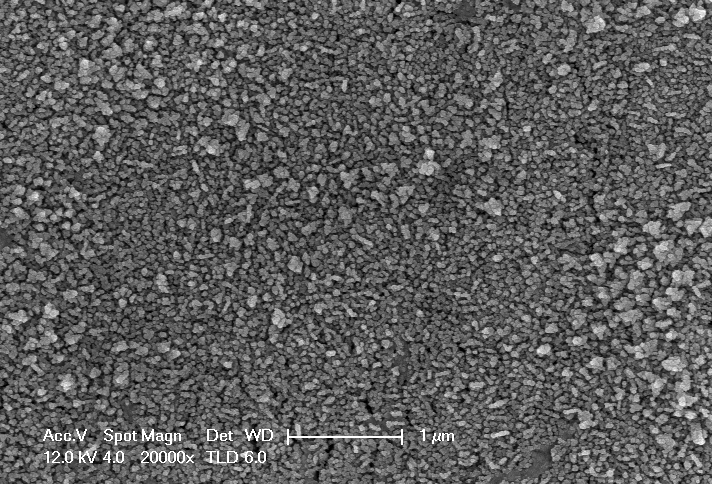 Acc.V Spot Magn Det WD 1 µm
12.0 kV 4.0 20000x TLD 6.0